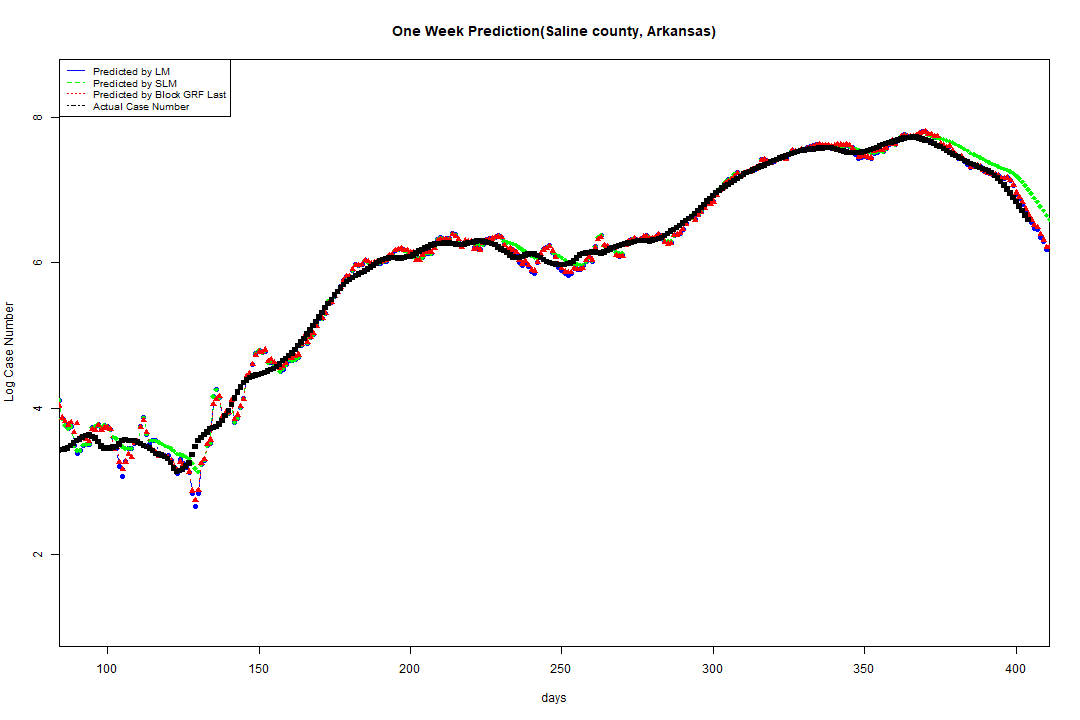 One Week Prediction(Saline county, Arkansas)
Predicted by LM
Predicted by SLM
Predicted by Block GRF Last
Actual Case Number
8
6
4
2
Log Case Number
100 150 200 250 300 350 400
days